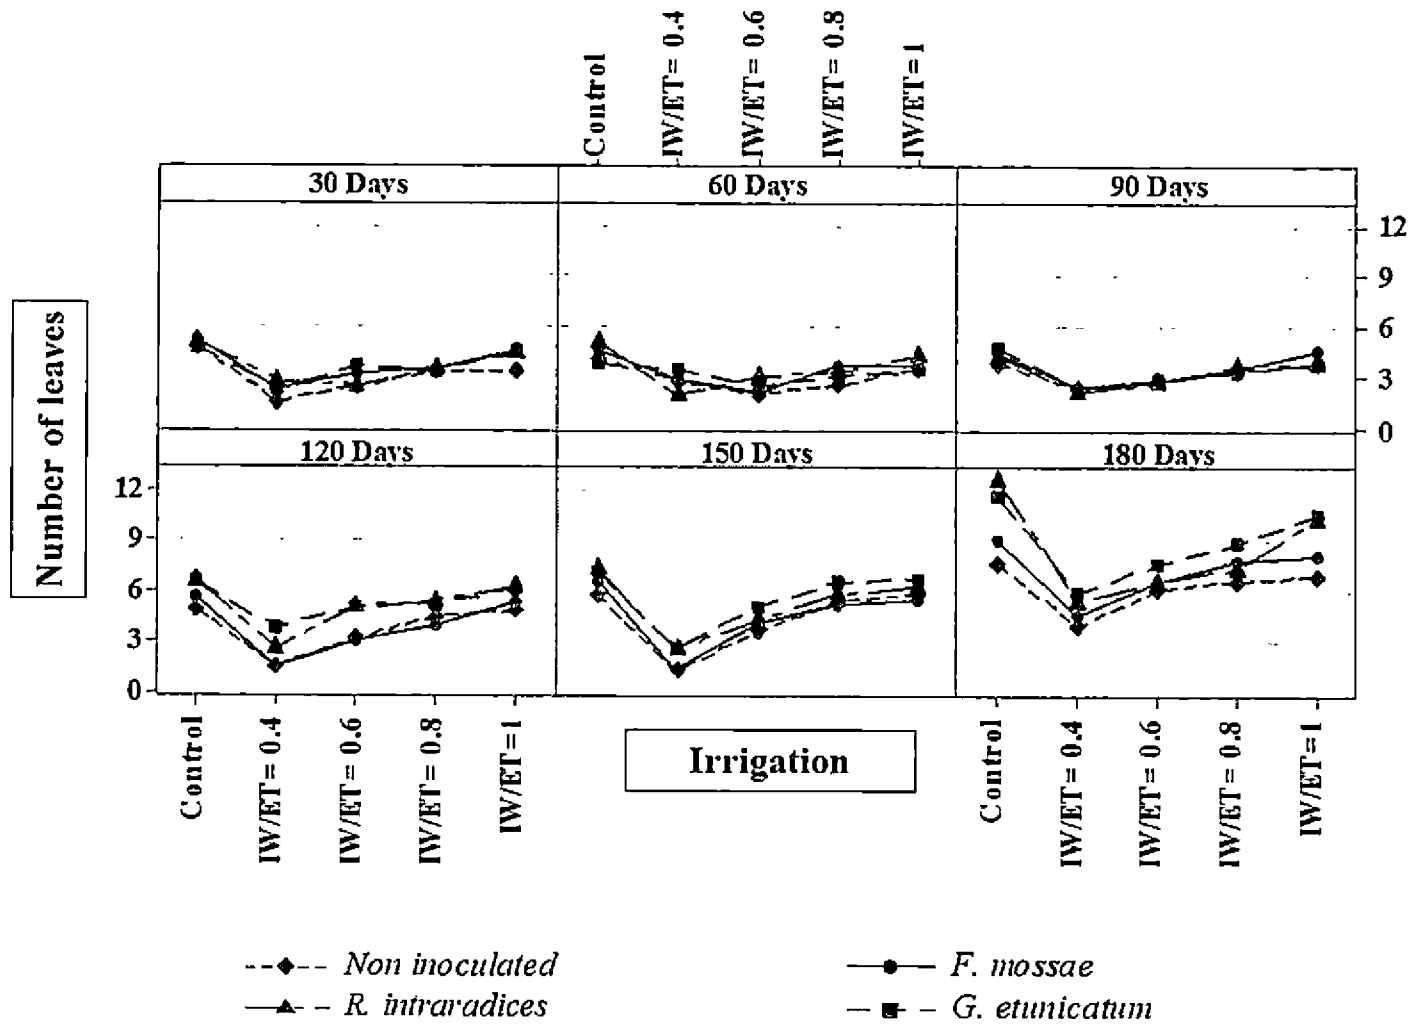 Control
IW/ET= 0.4
IW/ET= 0.6
IW/ET= 0.8
IW/ET=1
30 Days
60 Days
90 Days
12
9
6
3
0
Number of leaves
120 Days
150 Days
180 Days
12
9
6
3
0
Control
IW/ET= 0.4
IW/ET= 0.6
IW/ET= 0.8
IW/ET=1
Irrigation
Control
IW/ET= 0.4
IW/ET= 0.6
IW/ET= 0.8
IW/ET=1
Non inoculated
F. mossae
R. intraradices
G. etunicatum